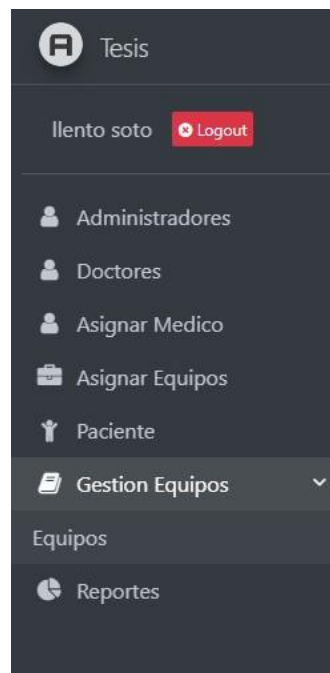 Tesis
llento soto Logout
Administradores
Doctores
Asignar Medico
Asignar Equipos
Paciente
Gestion Equipos
Equipos
Reportes